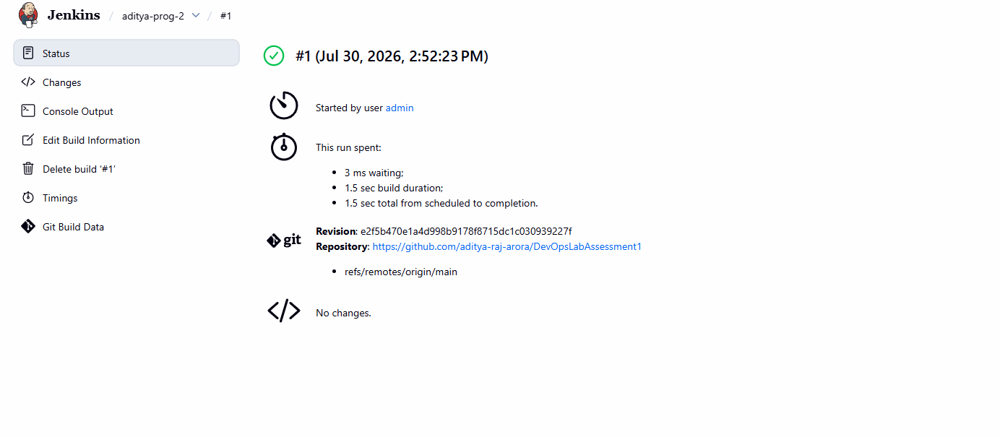 Jenkins / aditya-prog-2 / #1
Status
Changes
Console Output
Edit Build Information
Delete build ‘#1’
Timings
Git Build Data
#1 (Jul 30, 2026, 2:52:23 PM)
Started by user admin
This run spent:
3 ms waiting;
1.5 sec build duration;
1.5 sec total from scheduled to completion.
git
Revision: e2f5b470e1a4d998b9178f8715dc1c030939227f
Repository: https://github.com/aditya-raj-arora/DevOpsLabAssessment1
refs/remotes/origin/main
No changes.